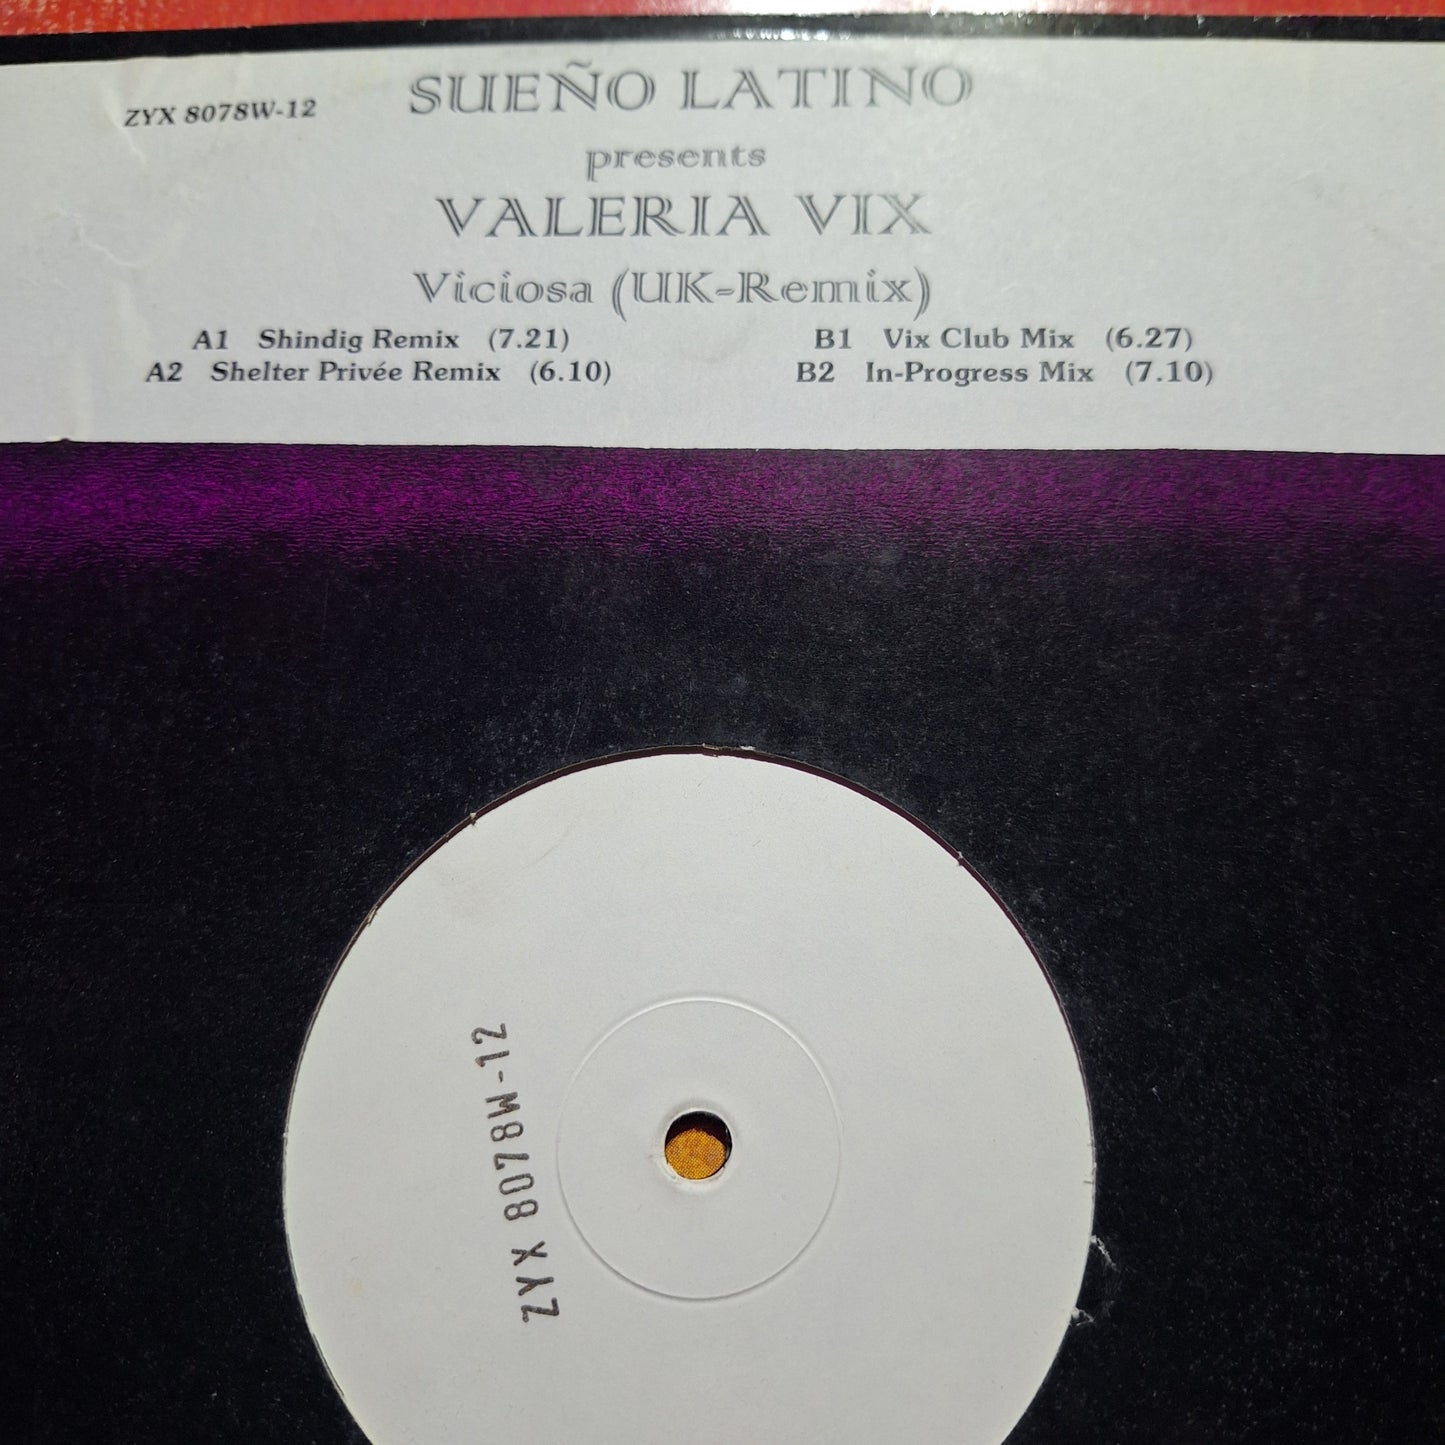 ZYX 8078W-12
SUEÑO LATINO
presents
VALERIA VIX
Viciosa (UK-Remix)
A1 Shindig Remix (7.21)
A2 Shelter Privée Remix (6.10)
B1 Vix Club Mix (6.27)
B2 In-Progress Mix (7.10)
ZYX 8078W-12